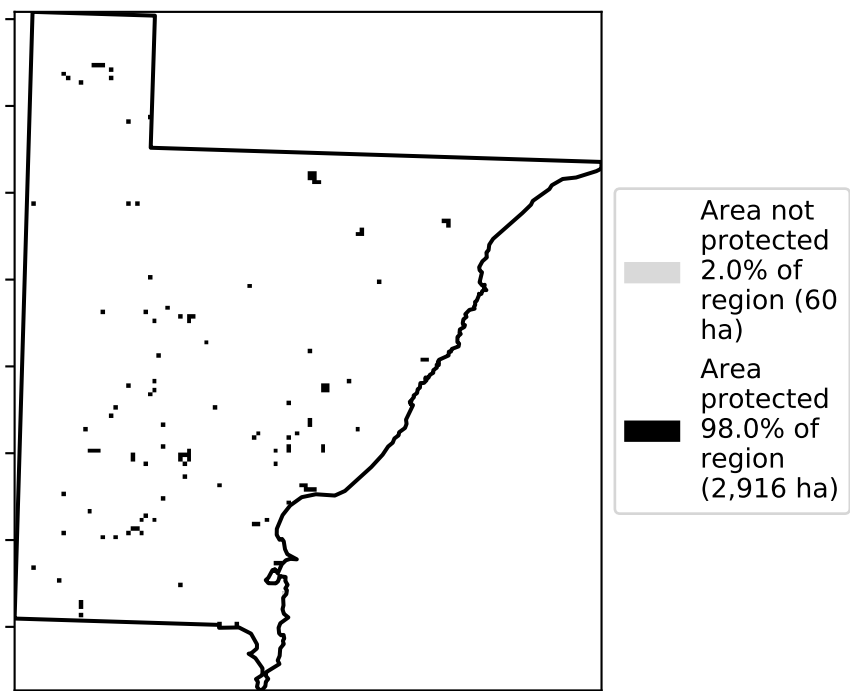 Area not
protected
2.0% of
region (60
ha)
Area
protected
98.0% of
region
(2,916 ha)